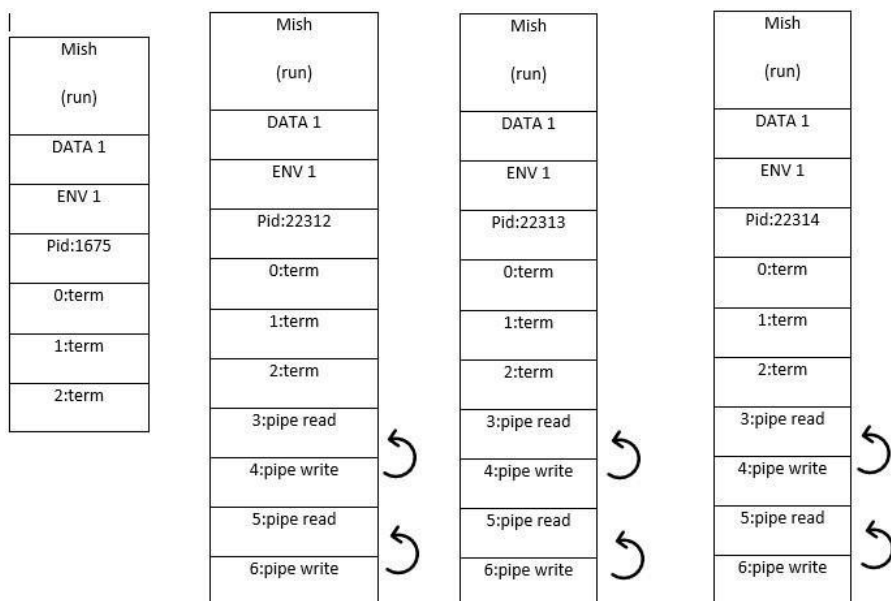 Mish
(run)
DATA 1
ENV 1
Pid:1675
0:term
1:term
2:term
Mish
(run)
DATA 1
ENV 1
Pid:22312
0:term
1:term
2:term
3:pipe read
4:pipe write
5:pipe read
6:pipe write
Mish
(run)
DATA 1
ENV 1
Pid:22313
0:term
1:term
2:term
3:pipe read
4:pipe write
5:pipe read
6:pipe write
Mish
(run)
DATA 1
ENV 1
Pid:22314
0:term
1:term
2:term
3:pipe read
4:pipe write
5:pipe read
6:pipe write